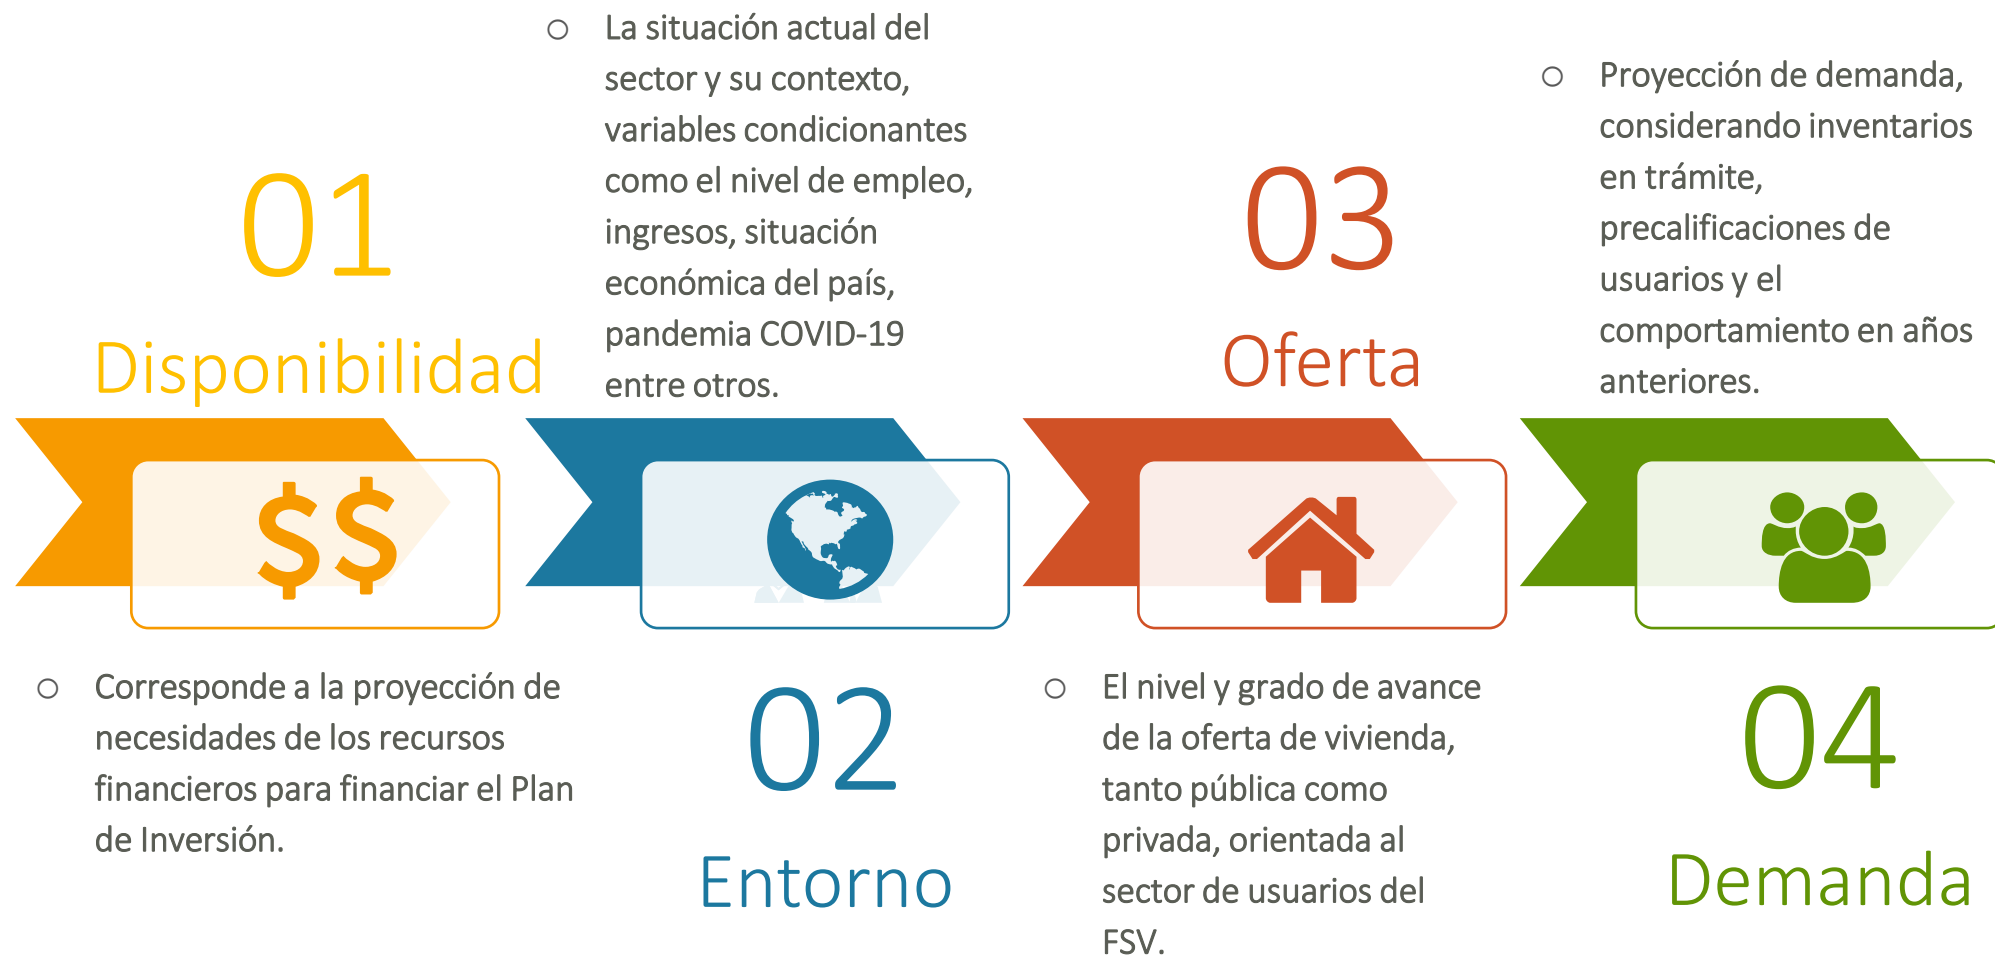 01
Disponibilidad
○ Corresponde a la proyección de
necesidades de los recursos
financieros para financiar el Plan
de Inversión.
○ La situación actual del
sector y su contexto,
variables condicionantes
como el nivel de empleo,
ingresos, situación
económica del país,
pandemia COVID-19
entre otros.
02
Entorno
03
Oferta
○ El nivel y grado de avance
de la oferta de vivienda,
tanto pública como
privada, orientada al
sector de usuarios del
FSV.
○ Proyección de demanda,
considerando inventarios
en trámite,
precalificaciones de
usuarios y el
comportamiento en años
anteriores.
04
Demanda
$$